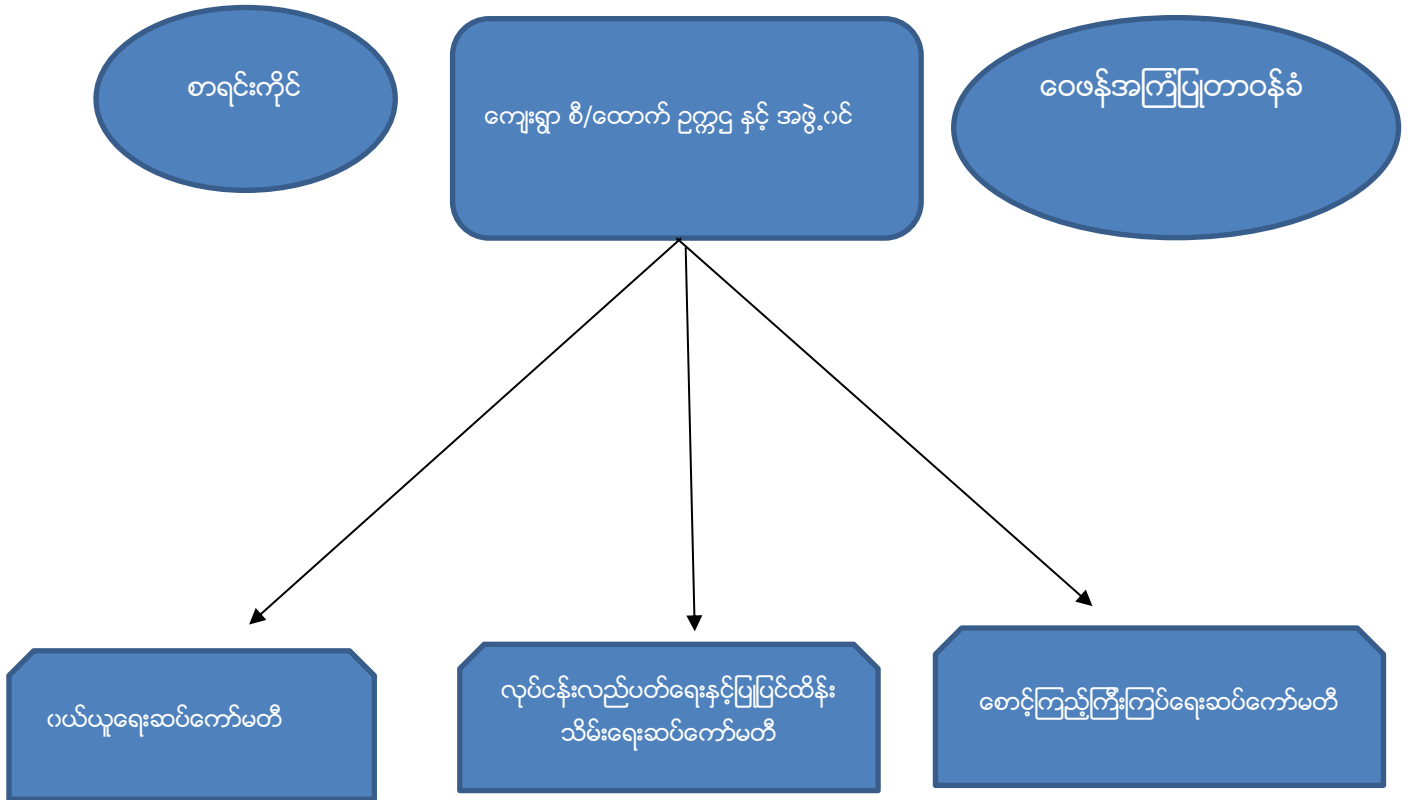 စာရင်းကိုင်
ကျေးရွာ စီ/ထောက် ဥက္ကဌ နှင့် အဖွဲ့ဝင်
ဝေဖန်အကြံပြုတာဝန်ခံ
ဝယ်ယူရေးဆပ်ကော်မတီ
လုပ်ငန်းလည်ပတ်ရေးနှင့်ပြုပြင်ထိန်း
သိမ်းရေးဆပ်ကော်မတီ
စောင့်ကြည့်ကြီးကြပ်ရေးဆပ်ကော်မတီ